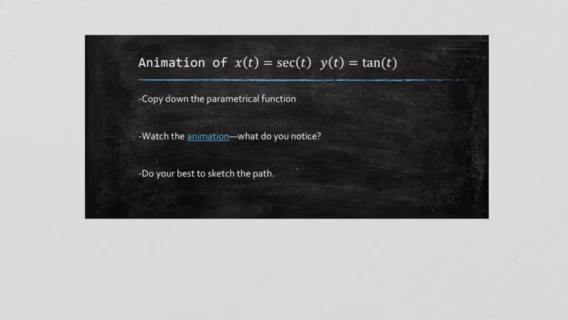 Animation of x(t) = sec(t) y(t) = tan(t)
-Copy down the parametrical function
-Watch the animation—what do you notice?
-Do your best to sketch the path.